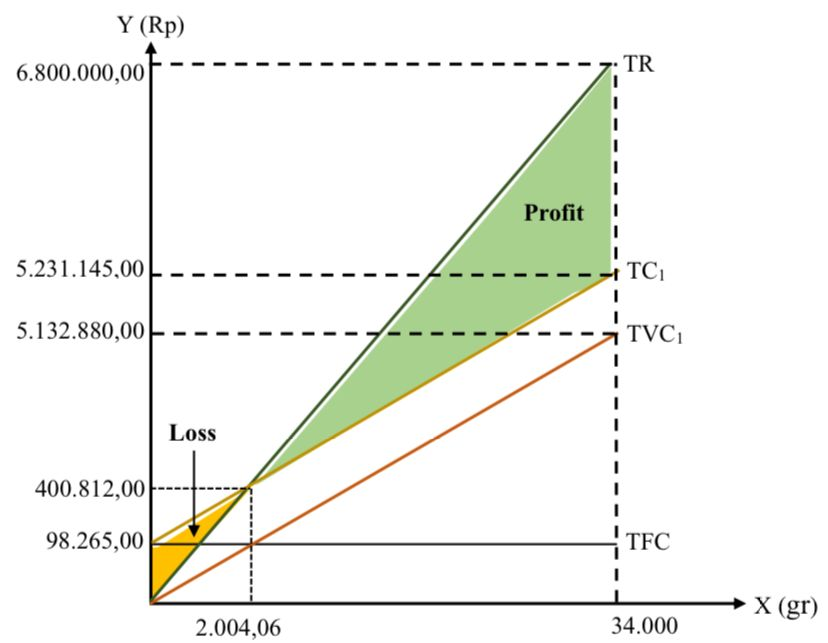 Y (Rp)
6.800.000,00
TR
Profit
5.231.145,00
TC₁
5.132.880,00
TVC₁
Loss
400.812,00
98.265,00
TFC
X (gr)
2.004,06
34.000